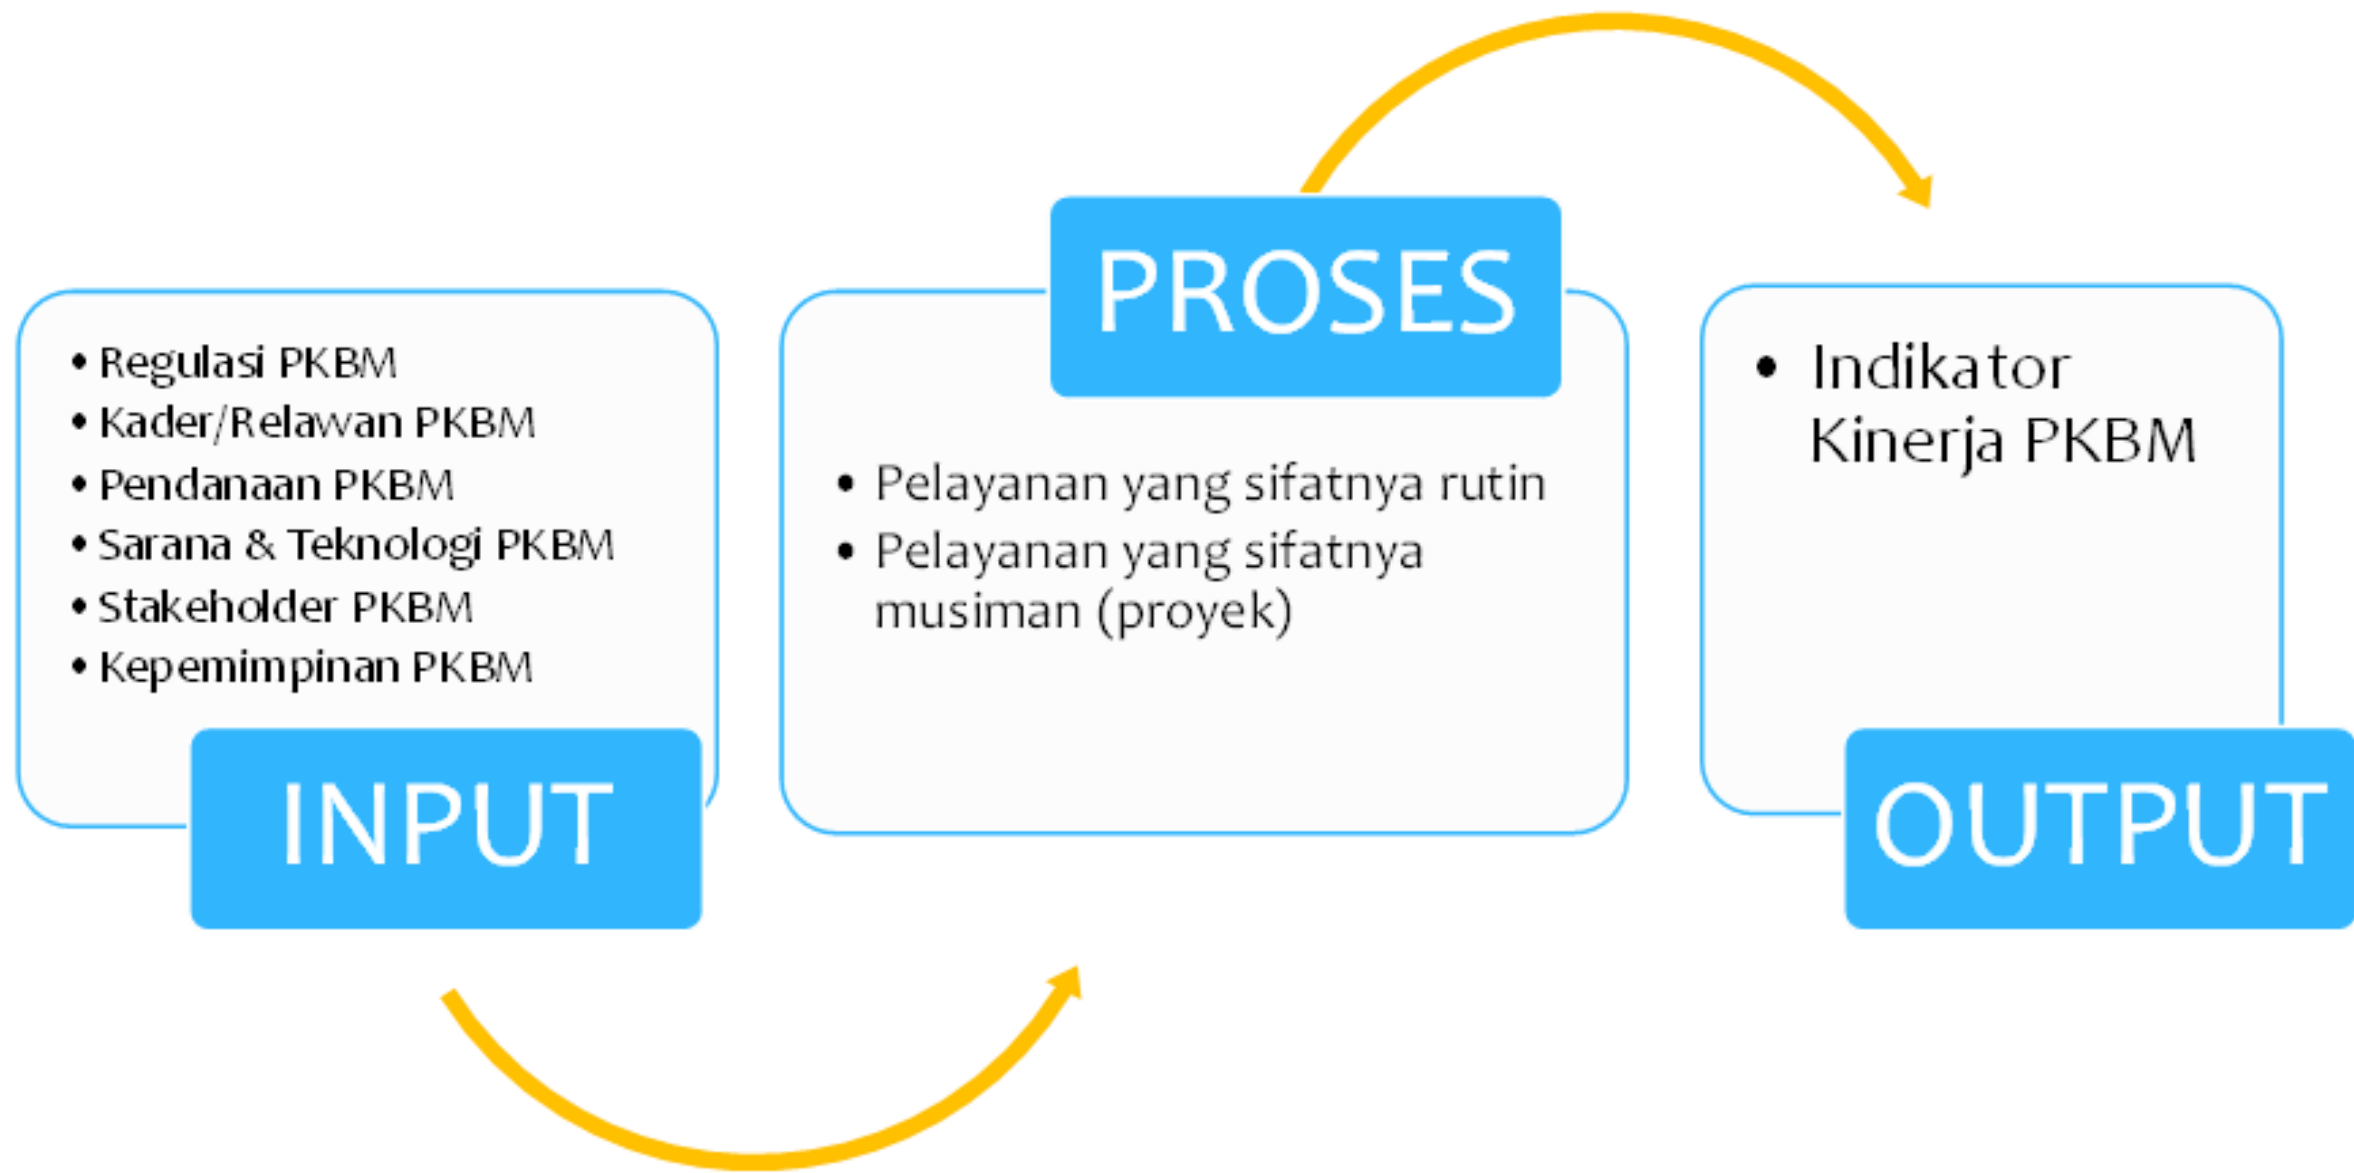 • Regulasi PKBM
• Kader/Relawan PKBM
• Pendanaan PKBM
• Sarana & Teknologi PKBM
• Stakeholder PKBM
• Kepemimpinan PKBM
INPUT
PROSES
• Pelayanan yang sifatnya rutin
• Pelayanan yang sifatnya
musiman (proyek)
• Indikator
Kinerja PKBM
OUTPUT